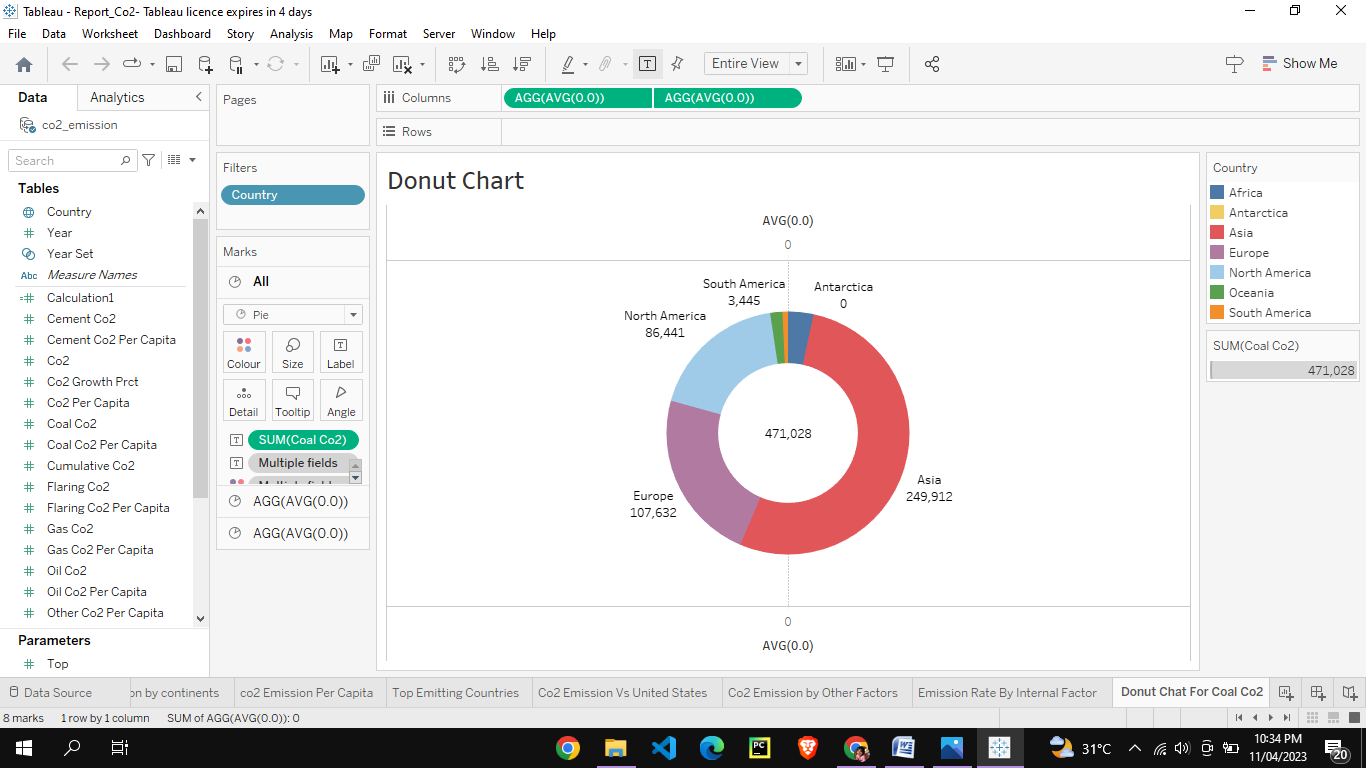 Tableau - Report_Co2- Tableau licence expires in 4 days
File Data Worksheet Dashboard Story Analysis Map Format Server Window Help
Entire View
Show Me
Data Analytics
co2_emission
Search
Tables
Country
Year
Year Set
Abc Measure Names
Calculation1
Cement Co2
Cement Co2 Per Capita
Co2
Co2 Growth Prct
Co2 Per Capita
Coal Co2
Coal Co2 Per Capita
Cumulative Co2
Flaring Co2
Flaring Co2 Per Capita
Gas Co2
Gas Co2 Per Capita
Oil Co2
Oil Co2 Per Capita
Other Co2 Per Capita
Parameters
Top
Pages
Filters
Country
Marks
All
Pie
Colour Size Label
Detail Tooltip Angle
SUM(Coal Co2)
Multiple fields
AGG(AVG(0.0))
AGG(AVG(0.0))
Columns AGG(AVG(0.0)) AGG(AVG(0.0))
Rows
Donut Chart
AVG(0.0)
0
South America
3,445
Antarctica
0
North America
86,441
471,028
Asia
249,912
Europe
107,632
0
AVG(0.0)
Country
Africa
Antarctica
Asia
Europe
North America
Oceania
South America
SUM(Coal Co2)
471,028
Data Source on by continents co2 Emission Per Capita Top Emitting Countries Co2 Emission Vs United States Co2 Emission by Other Factors Emission Rate By Internal Factor Donut Chat For Coal Co2
8 marks 1 row by 1 column SUM of AGG(AVG(0.0)): 0
31°C
10:34 PM
11/04/2023
20